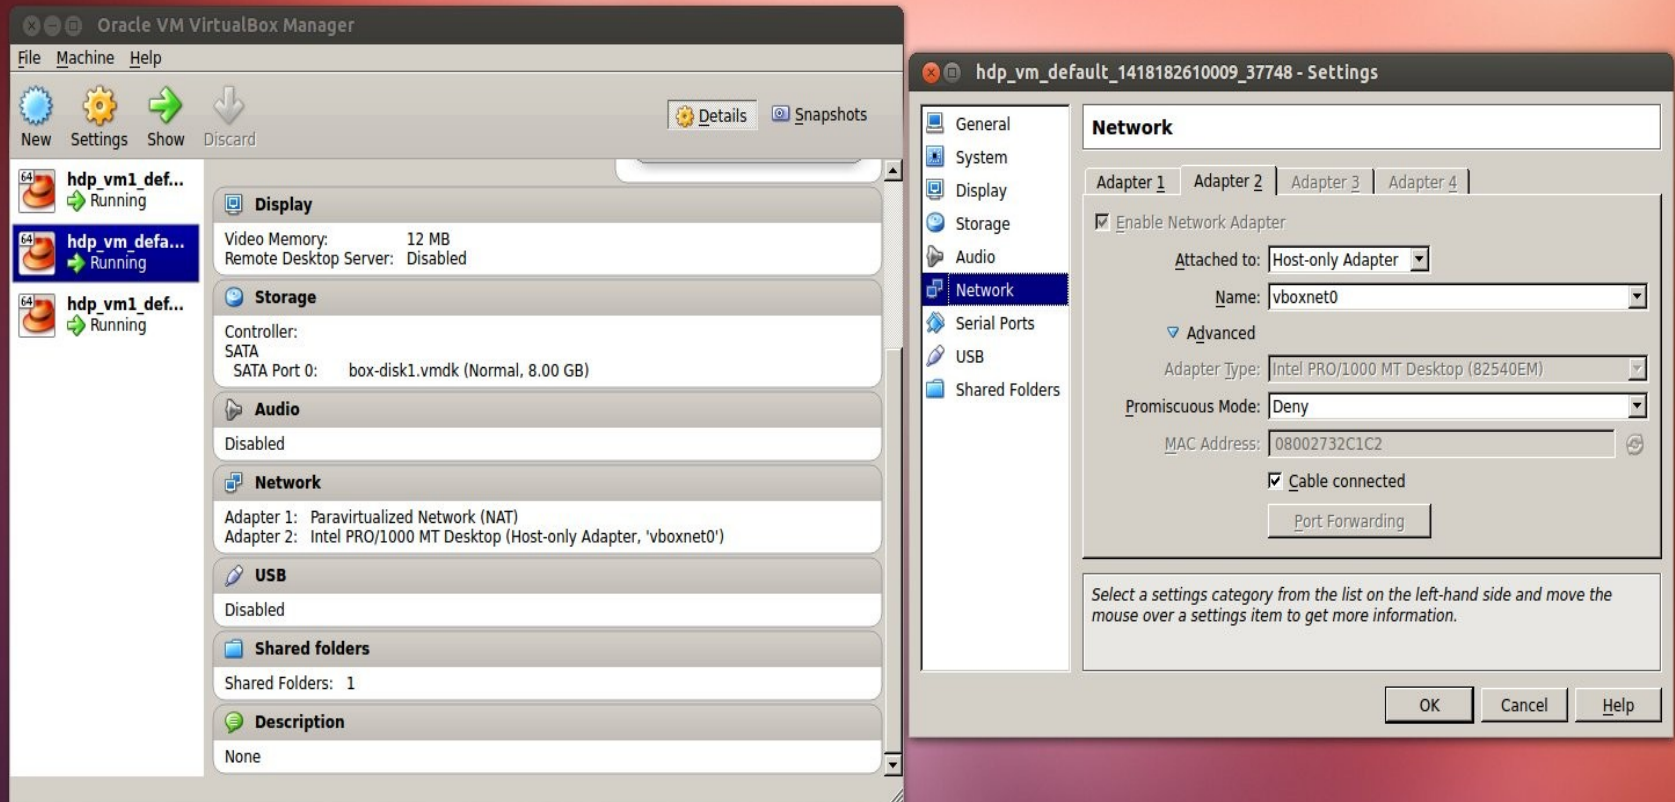 Oracle VM VirtualBox Manager
File Machine Help
New Settings Show Discard
Details Snapshots
64 hdp_vm1_def...
Running
64 hdp_vm_defa...
Running
64 hdp_vm1_def...
Running
Display
Video Memory: 12 MB
Remote Desktop Server: Disabled
Storage
Controller:
SATA
SATA Port 0: box-disk1.vmdk (Normal, 8.00 GB)
Audio
Disabled
Network
Adapter 1: Paravirtualized Network (NAT)
Adapter 2: Intel PRO/1000 MT Desktop (Host-only Adapter, 'vboxnet0')
USB
Disabled
Shared folders
Shared Folders: 1
Description
None
hdp_vm_default_1418182610009_37748 - Settings
General
System
Display
Storage
Audio
Network
Serial Ports
USB
Shared Folders
Network
Adapter 1 Adapter 2 Adapter 3 Adapter 4
Enable Network Adapter
Attached to: Host-only Adapter
Name: vboxnet0
Advanced
Adapter Type: Intel PRO/1000 MT Desktop (82540EM)
Promiscuous Mode: Deny
MAC Address: 08002732C1C2
Cable connected
Port Forwarding
Select a settings category from the list on the left-hand side and move the
mouse over a settings item to get more information.
OK Cancel Help